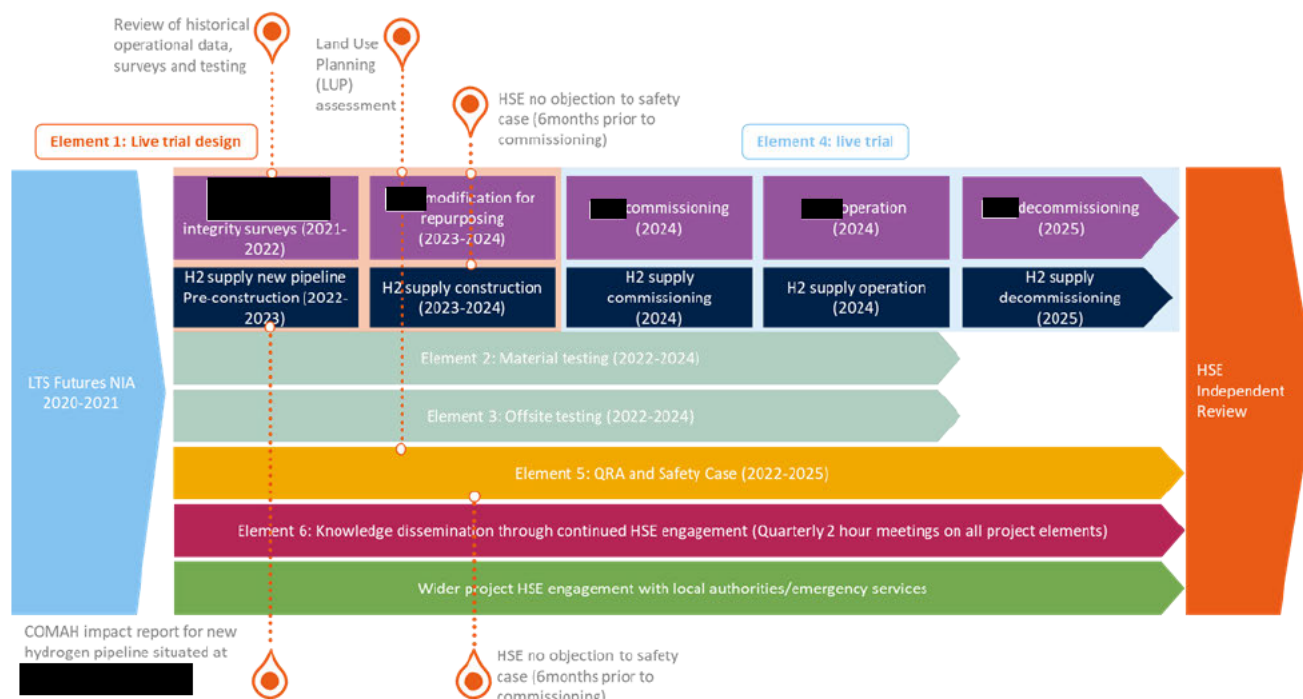 Review of historical
operational data,
surveys and testing
Land Use
Planning
(LUP)
assessment
HSE no objection to safety
case (6months prior to
commissioning)
Element 1: Live trial design
Element 4: live trial
integrity surveys (2021-
2022)
modification for
repurposing
(2023-2024)
commissioning
(2024)
operation
(2024)
decommissioning
(2025)
H2 supply new pipeline
Pre-construction (2022-
2023)
H2 supply construction
(2023-2024)
H2 supply
commissioning
(2024)
H2 supply operation
(2024)
H2 supply
decommissioning
(2025)
Element 2: Material testing (2022-2024)
LTS Futures NIA
2020-2021
HSE
Independent
Review
Element 3: Offsite testing (2022-2024)
Element 5: QRA and Safety Case (2022-2025)
Element 6: Knowledge dissemination through continued HSE engagement (Quarterly 2 hour meetings on all project elements)
Wider project HSE engagement with local authorities/emergency services
COMAH impact report for new
hydrogen pipeline situated at
HSE no objection to safety
case (6months prior to
commissioning)